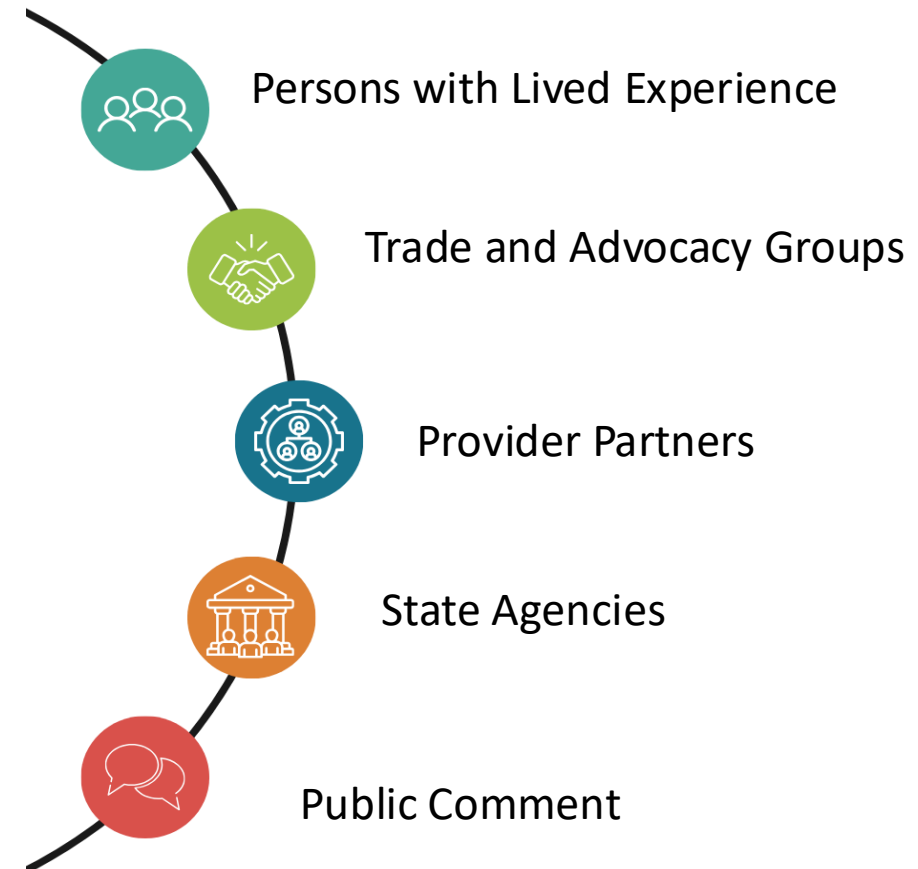 Persons with Lived Experience
Trade and Advocacy Groups
Provider Partners
State Agencies
Public Comment